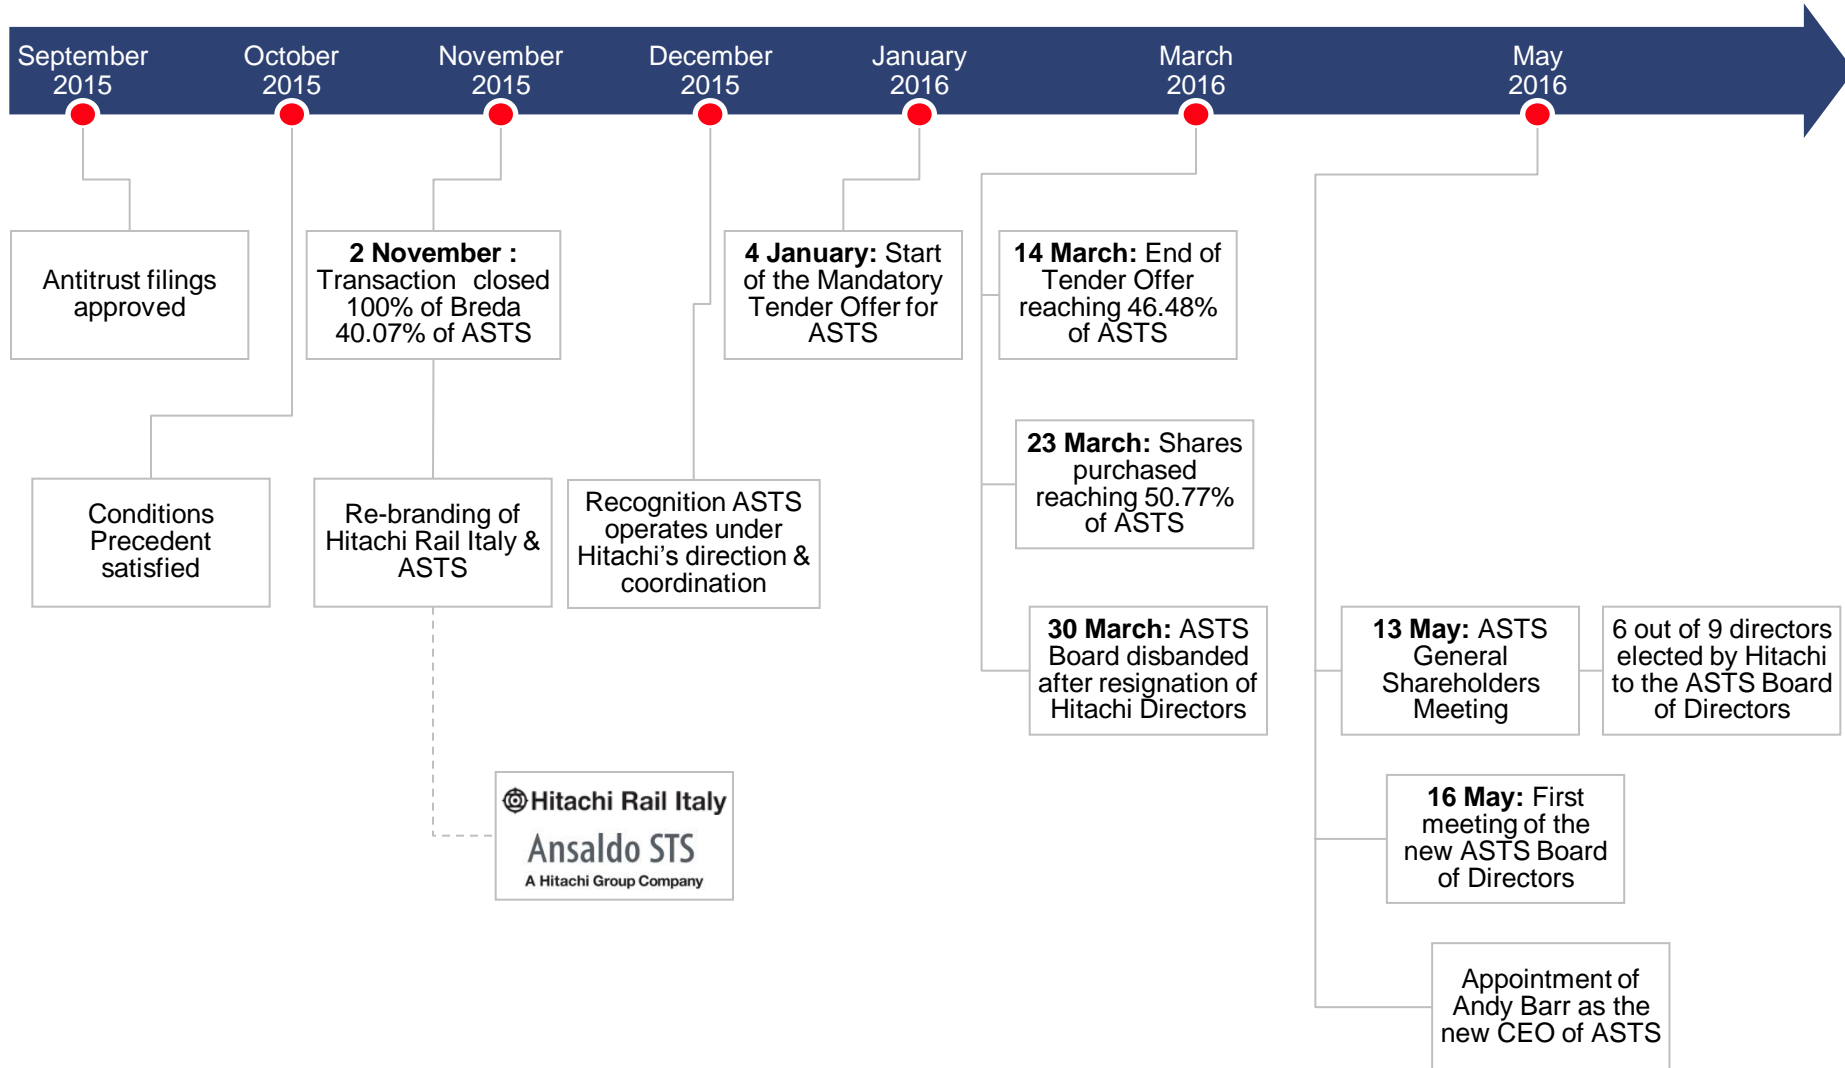 September
2015
October
2015
November
2015
December
2015
January
2016
March
2016
May
2016
Antitrust filings
approved
2 November :
Transaction closed
100% of Breda
40.07% of ASTS
4 January: Start
of the Mandatory
Tender Offer for
ASTS
14 March: End of
Tender Offer
reaching 46.48%
of ASTS
23 March: Shares
purchased
reaching 50.77%
of ASTS
Conditions
Precedent
satisfied
Re-branding of
Hitachi Rail Italy &
ASTS
Recognition ASTS
operates under
Hitachi’s direction &
coordination
30 March: ASTS
Board disbanded
after resignation of
Hitachi Directors
13 May: ASTS
General
Shareholders
Meeting
6 out of 9 directors
elected by Hitachi
to the ASTS Board
of Directors
Hitachi Rail Italy
Ansaldo STS
A Hitachi Group Company
16 May: First
meeting of the
new ASTS Board
of Directors
Appointment of
Andy Barr as the
new CEO of ASTS